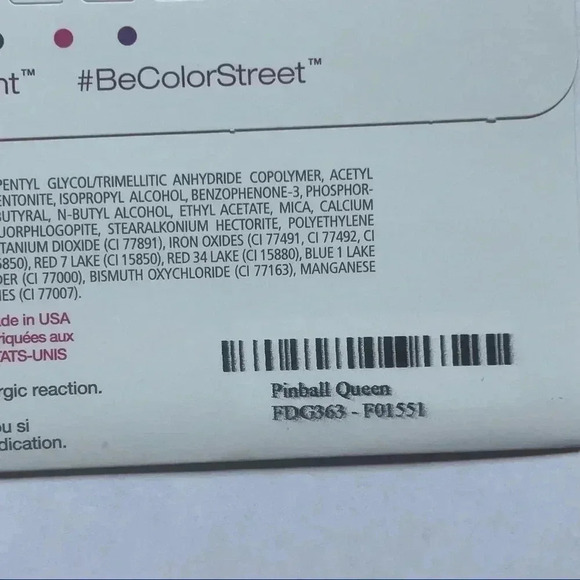 nt™ #BeColorStreet™
PENTYL GLYCOL/TRIMELLITIC ANHYDRIDE COPOLYMER, ACETYL
ENTONITE, ISOPROPYL ALCOHOL, BENZOPHENONE-3, PHOSPHOR-
BUTYRAL, N-BUTYL ALCOHOL, ETHYL ACETATE, MICA, CALCIUM
UORPHLOGOPITE, STEARALKONIUM HECTORITE, POLYETHYLENE
TANIUM DIOXIDE (CI 77891), IRON OXIDES (CI 77491, CI 77492, CI
5850), RED 7 LAKE (CI 15850), RED 34 LAKE (CI 15880), BLUE 1 LAKE
DER (CI 77000), BISMUTH OXYCHLORIDE (CI 77163), MANGANESE
ES (CI 77007).
ade in USA
riquées aux
TATS-UNIS
rgic reaction.
ou si
dication.
Pinball Queen
FDG363 - F01551